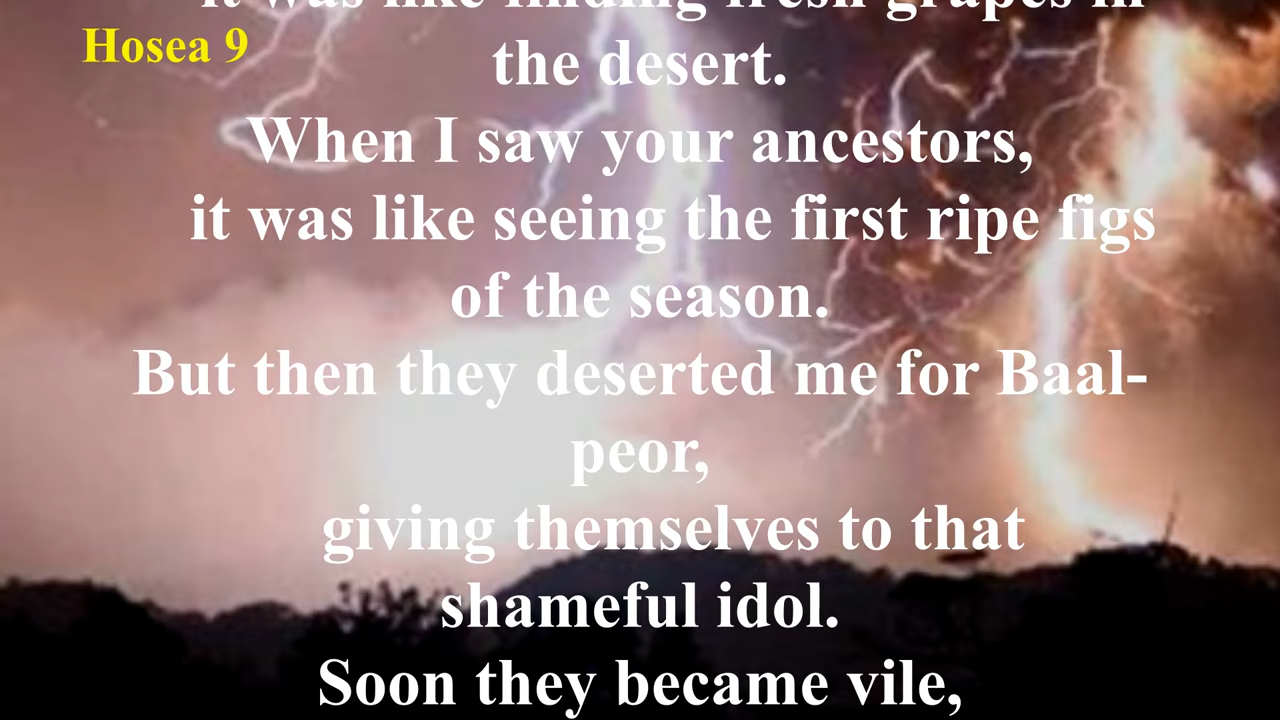 it was like finding fresh grapes in
Hosea 9
the desert.
When I saw your ancestors,
it was like seeing the first ripe figs
of the season.
But then they deserted me for Baal-
peor,
giving themselves to that
shameful idol.
Soon they became vile,